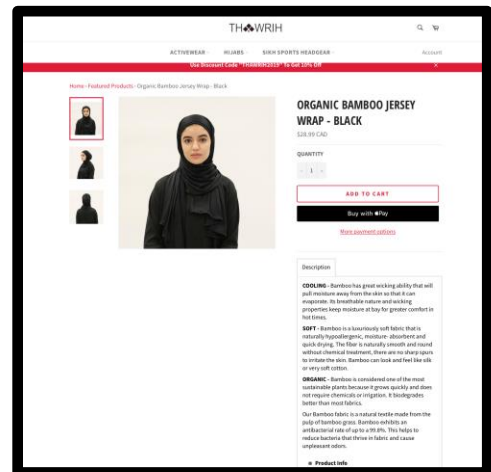 THAWRIH
ACTIVEWEAR HIJABS SIKH SPORTS HEADGEAR Account
Use Discount Code "THAWRIH2019" To Get 10% Off ×
Home › Featured Products › Organic Bamboo Jersey Wrap - Black
ORGANIC BAMBOO JERSEY
WRAP - BLACK
$28.99 CAD
QUANTITY
- 1 +
ADD TO CART
Buy with Pay
More payment options
Description
COOLING - Bamboo has great wicking ability that will
pull moisture away from the skin so that it can
evaporate. Its breathable nature and wicking
properties keep moisture at bay for greater comfort in
hot times.
SOFT - Bamboo is a luxuriously soft fabric that is
naturally hypoallergenic, moisture- absorbent and
quick drying. The fiber is naturally smooth and round
without chemical treatment, there are no sharp spurs
to irritate the skin. Bamboo can look and feel like silk
or very soft cotton.
ORGANIC - Bamboo is considered one of the most
sustainable plants because it grows quickly and does
not require chemicals or irrigation. It biodegrades
better than most fabrics.
Our Bamboo fabric is a natural textile made from the
pulp of bamboo grass. Bamboo exhibits an
antibacterial rate of up to a 99.8%. This helps to
reduce bacteria that thrive in fabric and cause
unpleasent odors.
Product Info